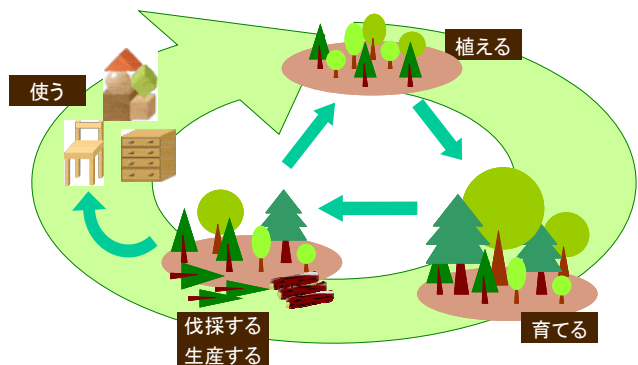 植える
使う
育てる
伐採する
生産する